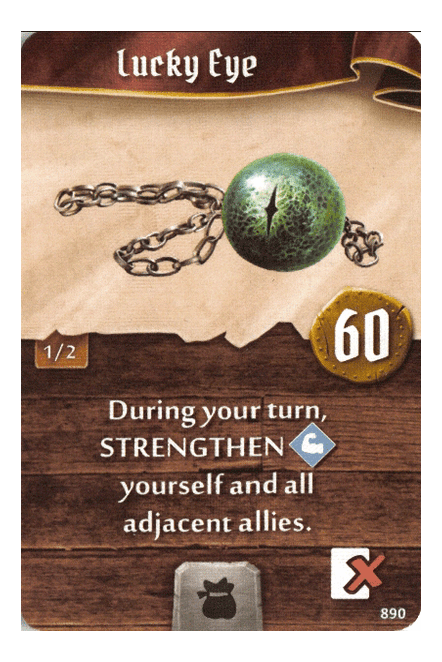 Lucky Eye
60
1/2
During your turn,
STRENGTHEN
yourself and all
adjacent allies.
890